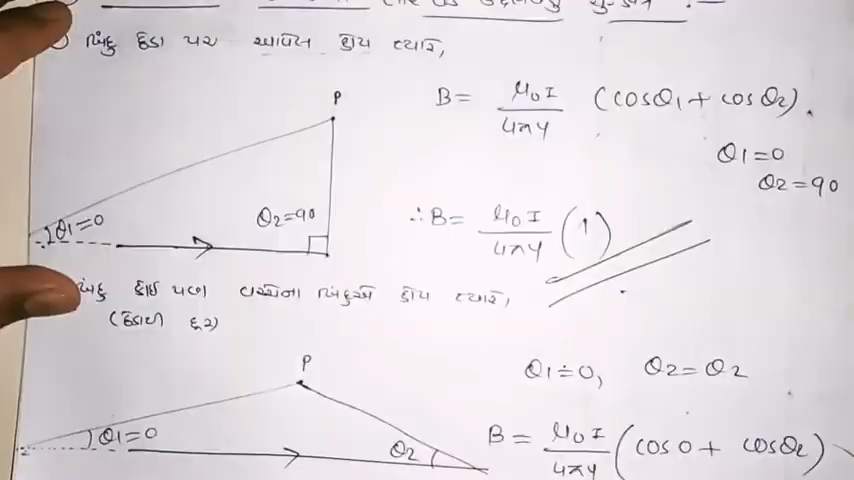 બિંદુ છેડા પર આવેલ હોય ત્યારે,
P
B = μ₀I/4πy (cosθ1 + cosθ2).
θ1=0
θ2=90
θ1=0
θ2=90
∴B= μ₀I/4πy (1)
બિંદુ કોઈ પણ વચ્ચેના બિંદુએ હોય ત્યારે,
(છેડાથી દૂર)
P
θ1=0, θ2=θ2
θ1=0
θ2
B = μ₀I/4πy (cos0 + cosθ2)